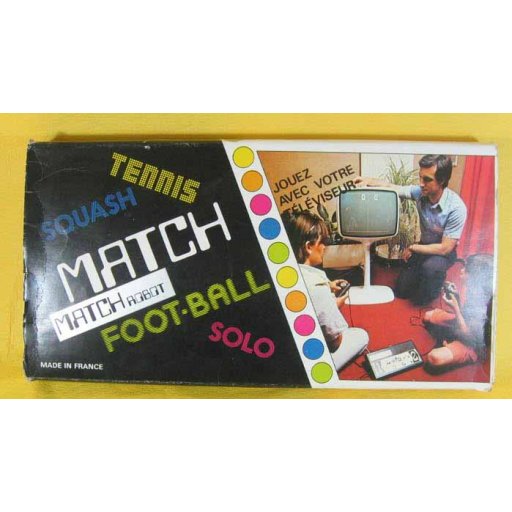 TENNIS
SQUASH
MATCH
MATCH ROBOT
FOOT-BALL
SOLO
MADE IN FRANCE
JOUEZ
AVEC VOTRE
TÉLÉVISEUR